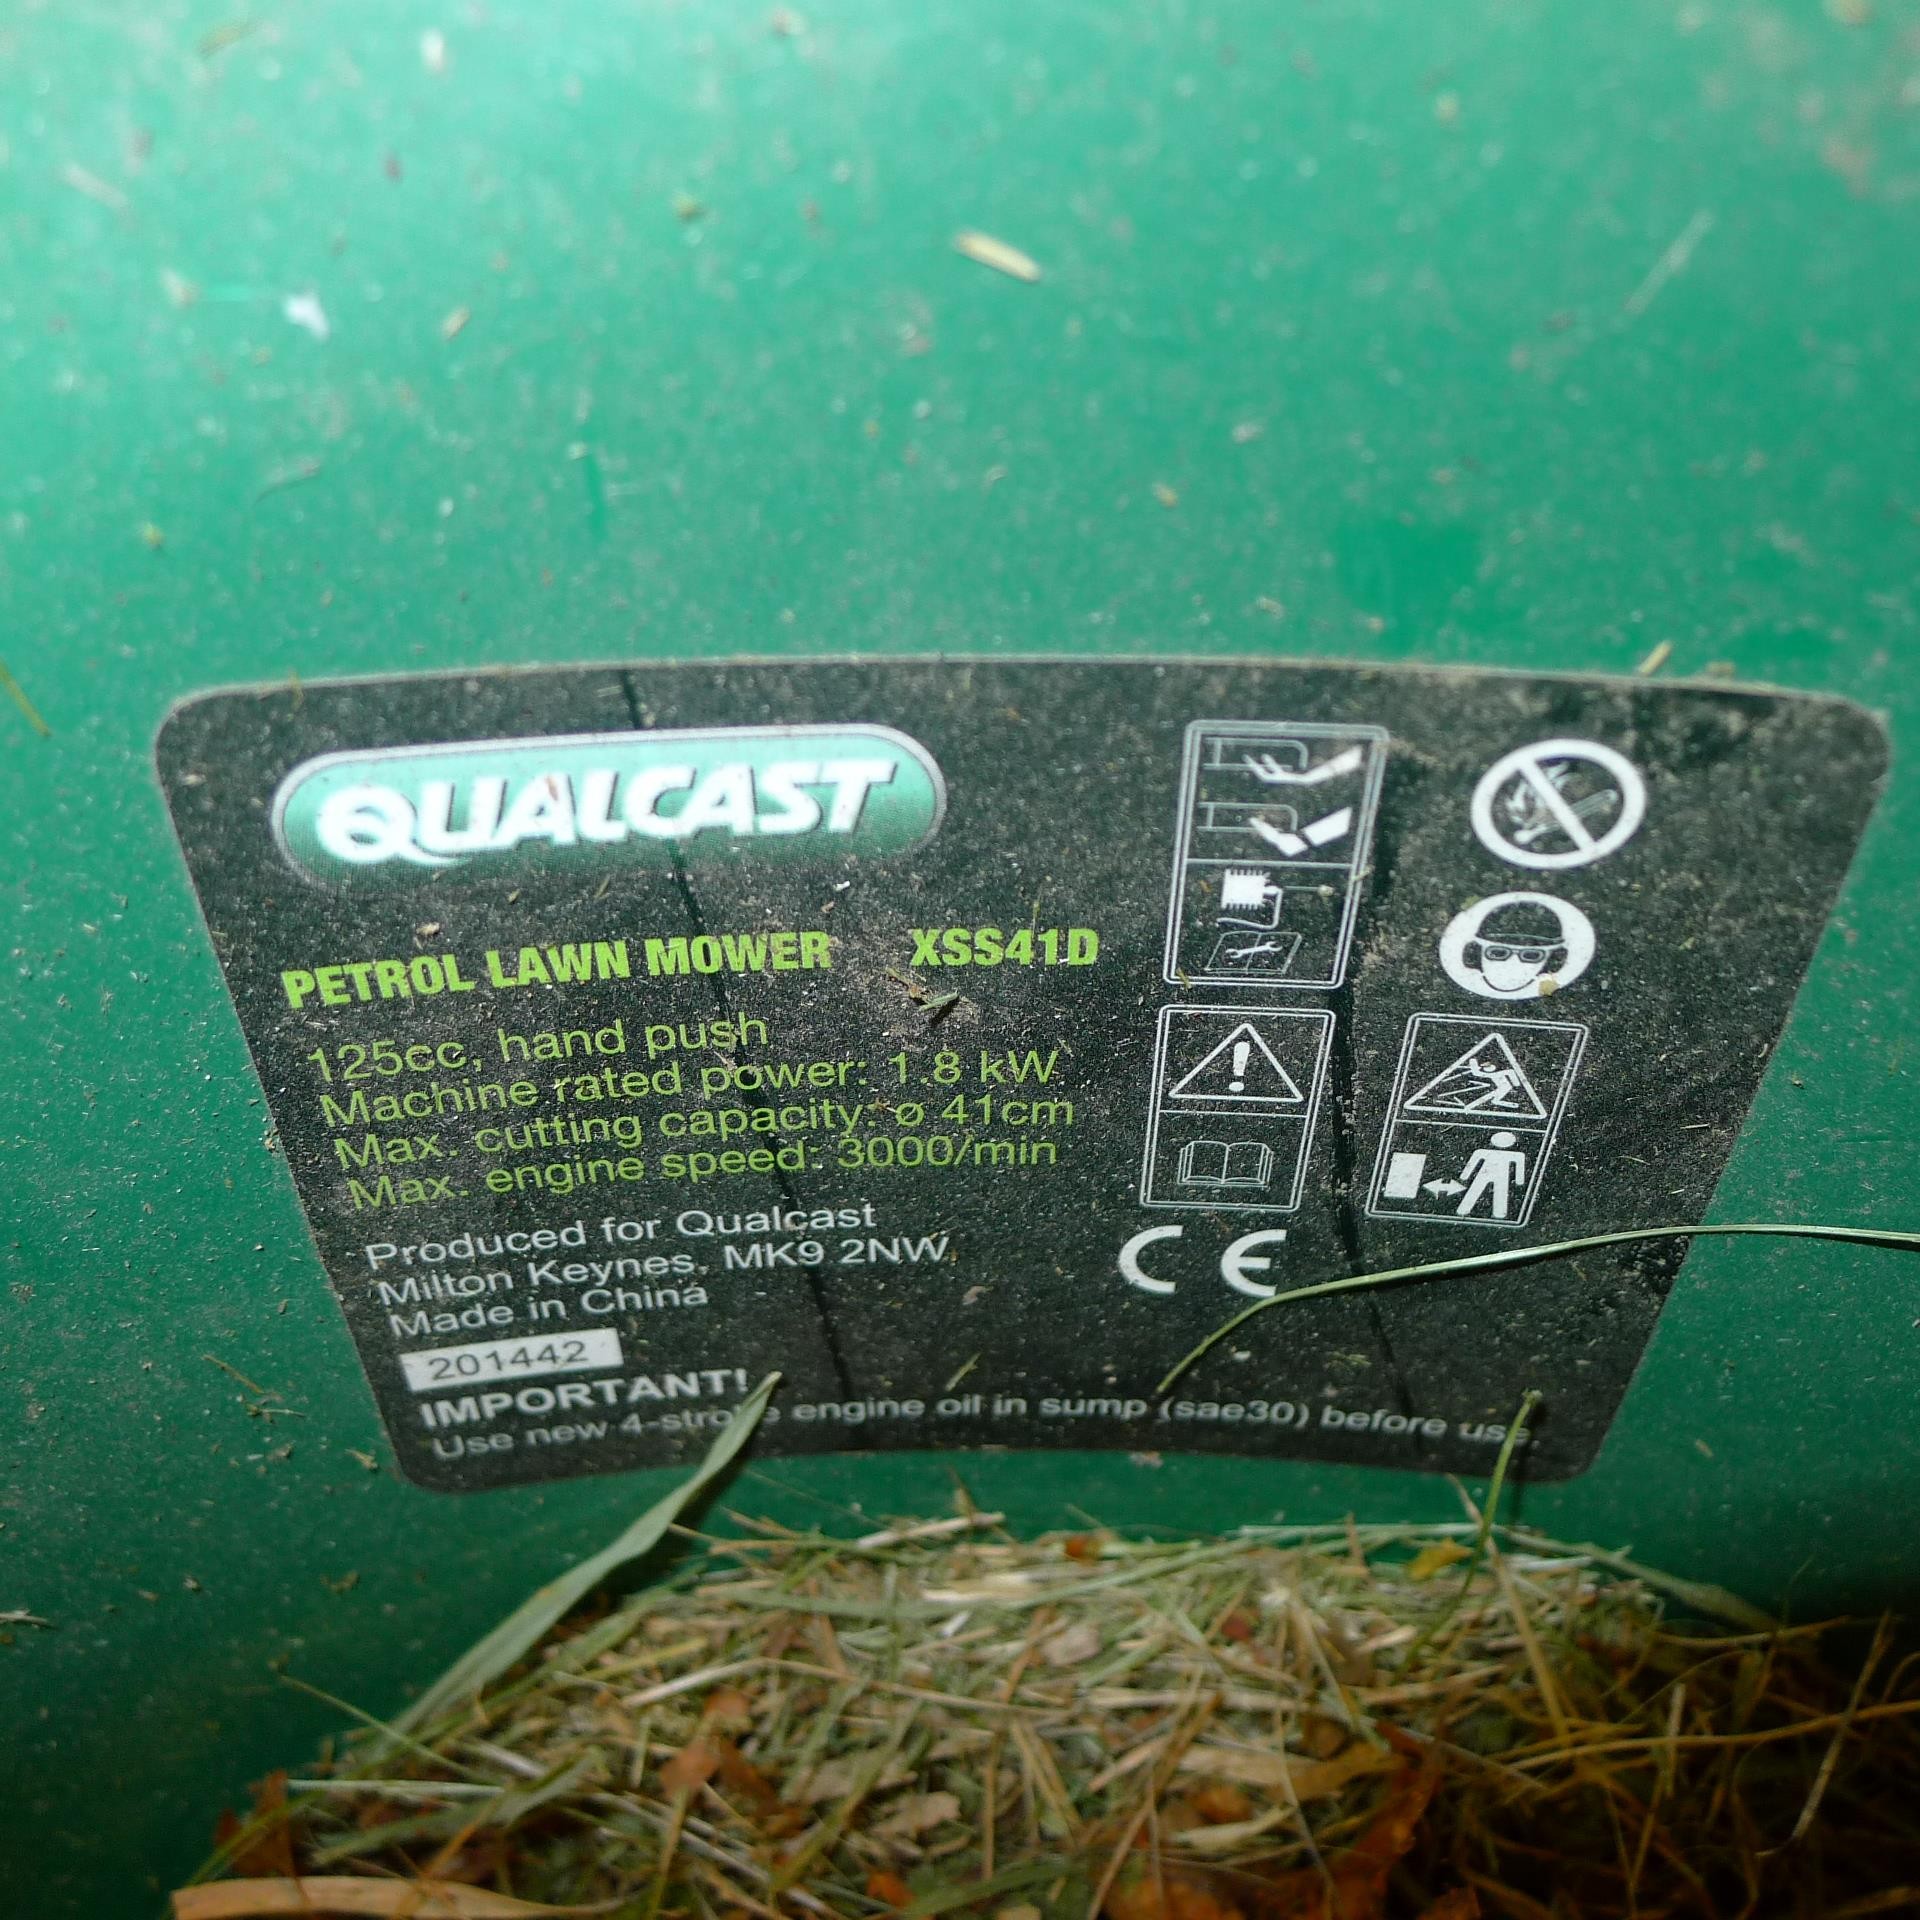 QUALCAST
PETROL LAWN MOWER XSS41D
125cc, hand push
Machine rated power: 1.8 kW
Max. cutting capacity: ø 41cm
Max. engine speed: 3000/min
Produced for Qualcast
Milton Keynes, MK9 2NW
Made in China
CE
201442
IMPORTANT!
Use new 4-stroke engine oil in sump (sae30) before use.